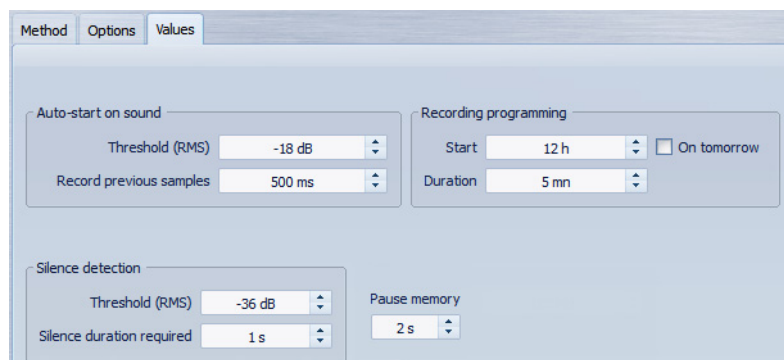 Method Options Values
Auto-start on sound
Threshold (RMS) -18 dB
Record previous samples 500 ms
Recording programming
Start 12 h On tomorrow
Duration 5 mn
Silence detection
Threshold (RMS) -36 dB
Silence duration required 1 s
Pause memory
2 s